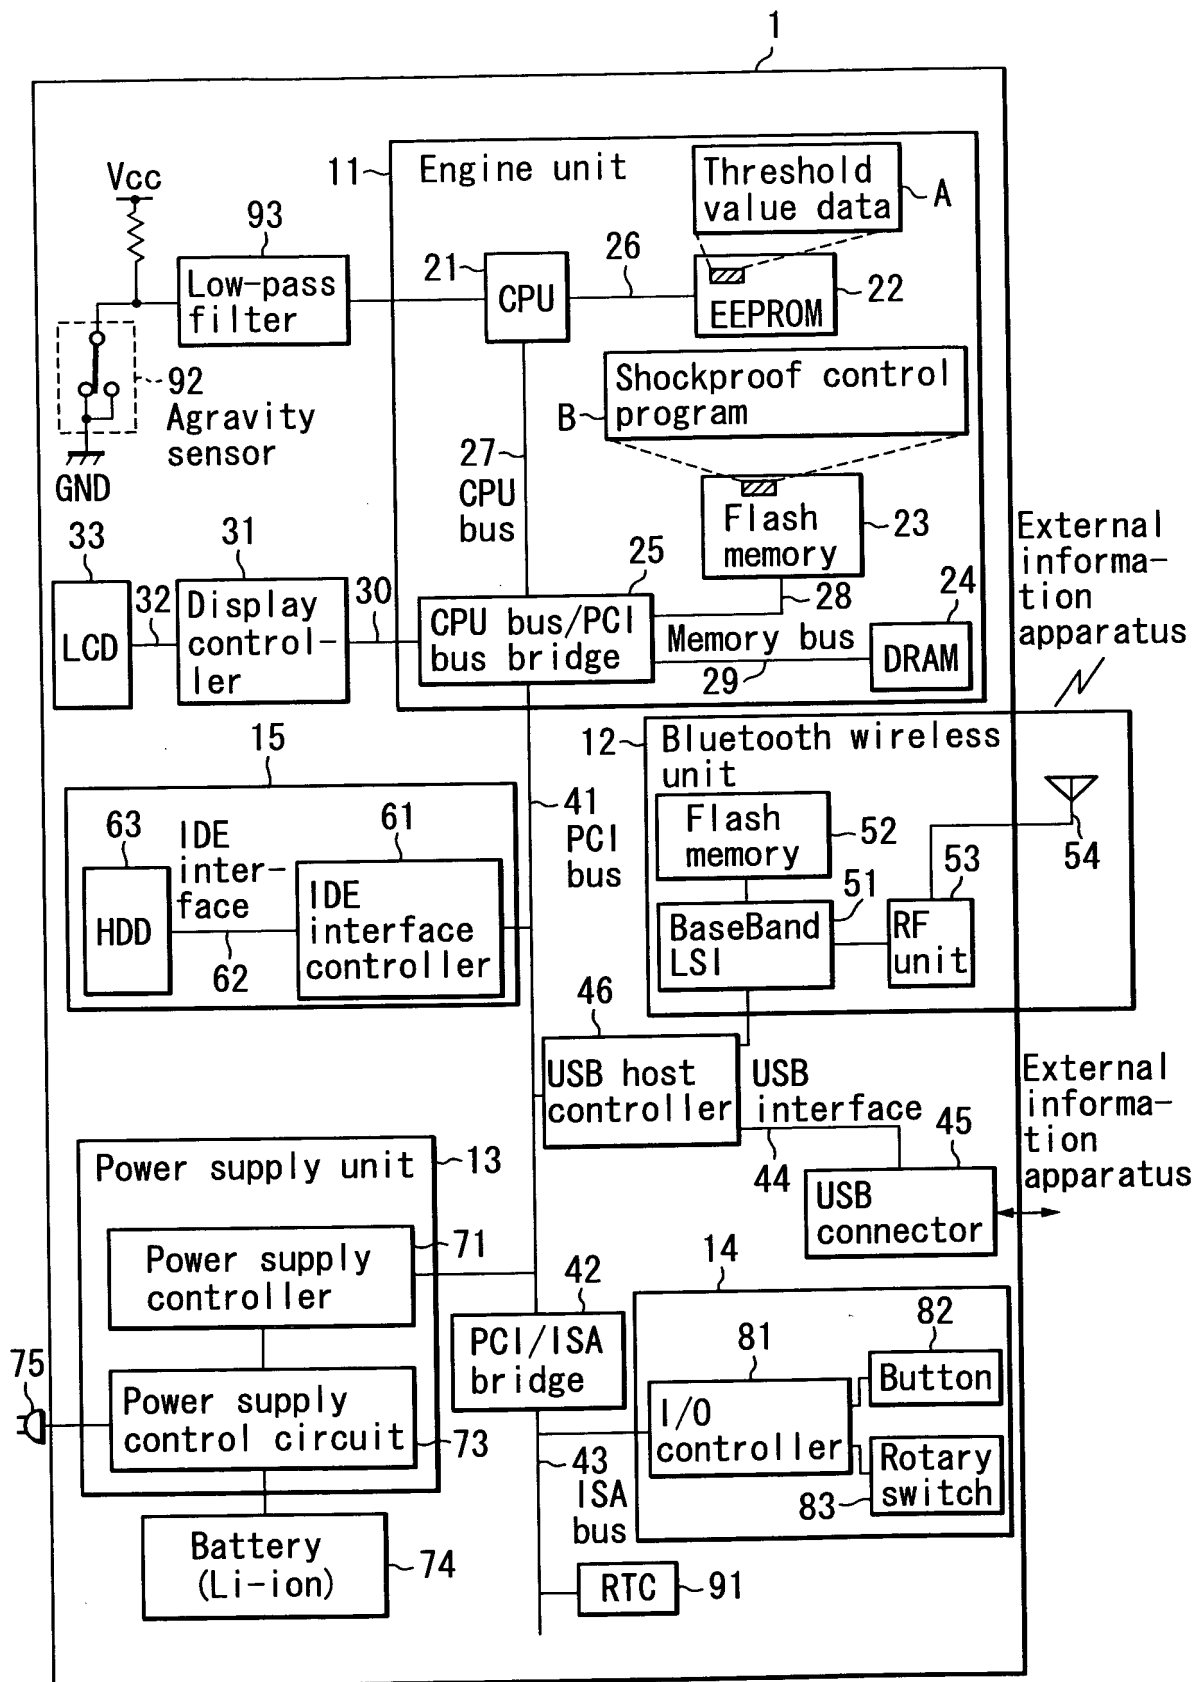 1
11
Engine unit
Threshold
value data
A
Vcc
93
Low-pass
filter
21
CPU
26
EEPROM
22
92
Agravity
sensor
GND
Shockproof control
program
B
27
CPU
bus
Flash
memory
23
33
LCD
32
31
Display
control-
ler
30
25
CPU bus/PCI
bus bridge
28
Memory bus
29
24
DRAM
External
informa-
tion
apparatus
12
Bluetooth wireless
unit
Flash
memory
52
51
BaseBand
LSI
53
RF
unit
54
15
63
HDD
IDE
inter-
face
62
61
IDE
interface
controller
41
PCI
bus
46
USB host
controller
USB
interface
44
45
USB
connector
External
informa-
tion
apparatus
Power supply unit
13
71
Power supply
controller
75
Power supply
control circuit
73
Battery
(Li-ion)
74
42
PCI/ISA
bridge
43
ISA
bus
14
81
I/O
controller
82
Button
Rotary
switch
83
RTC
91